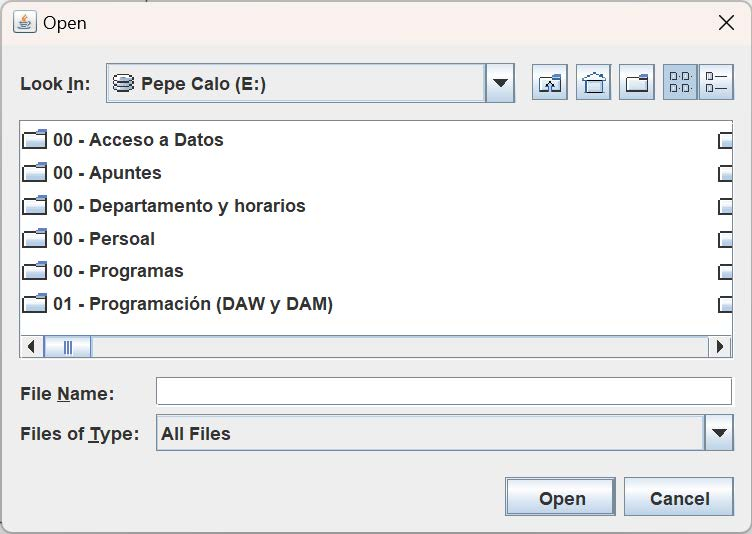 Open
Look In: Pepe Calo (E:)
00 - Acceso a Datos
00 - Apuntes
00 - Departamento y horarios
00 - Persoal
00 - Programas
01 - Programación (DAW y DAM)
File Name:
Files of Type: All Files
Open Cancel